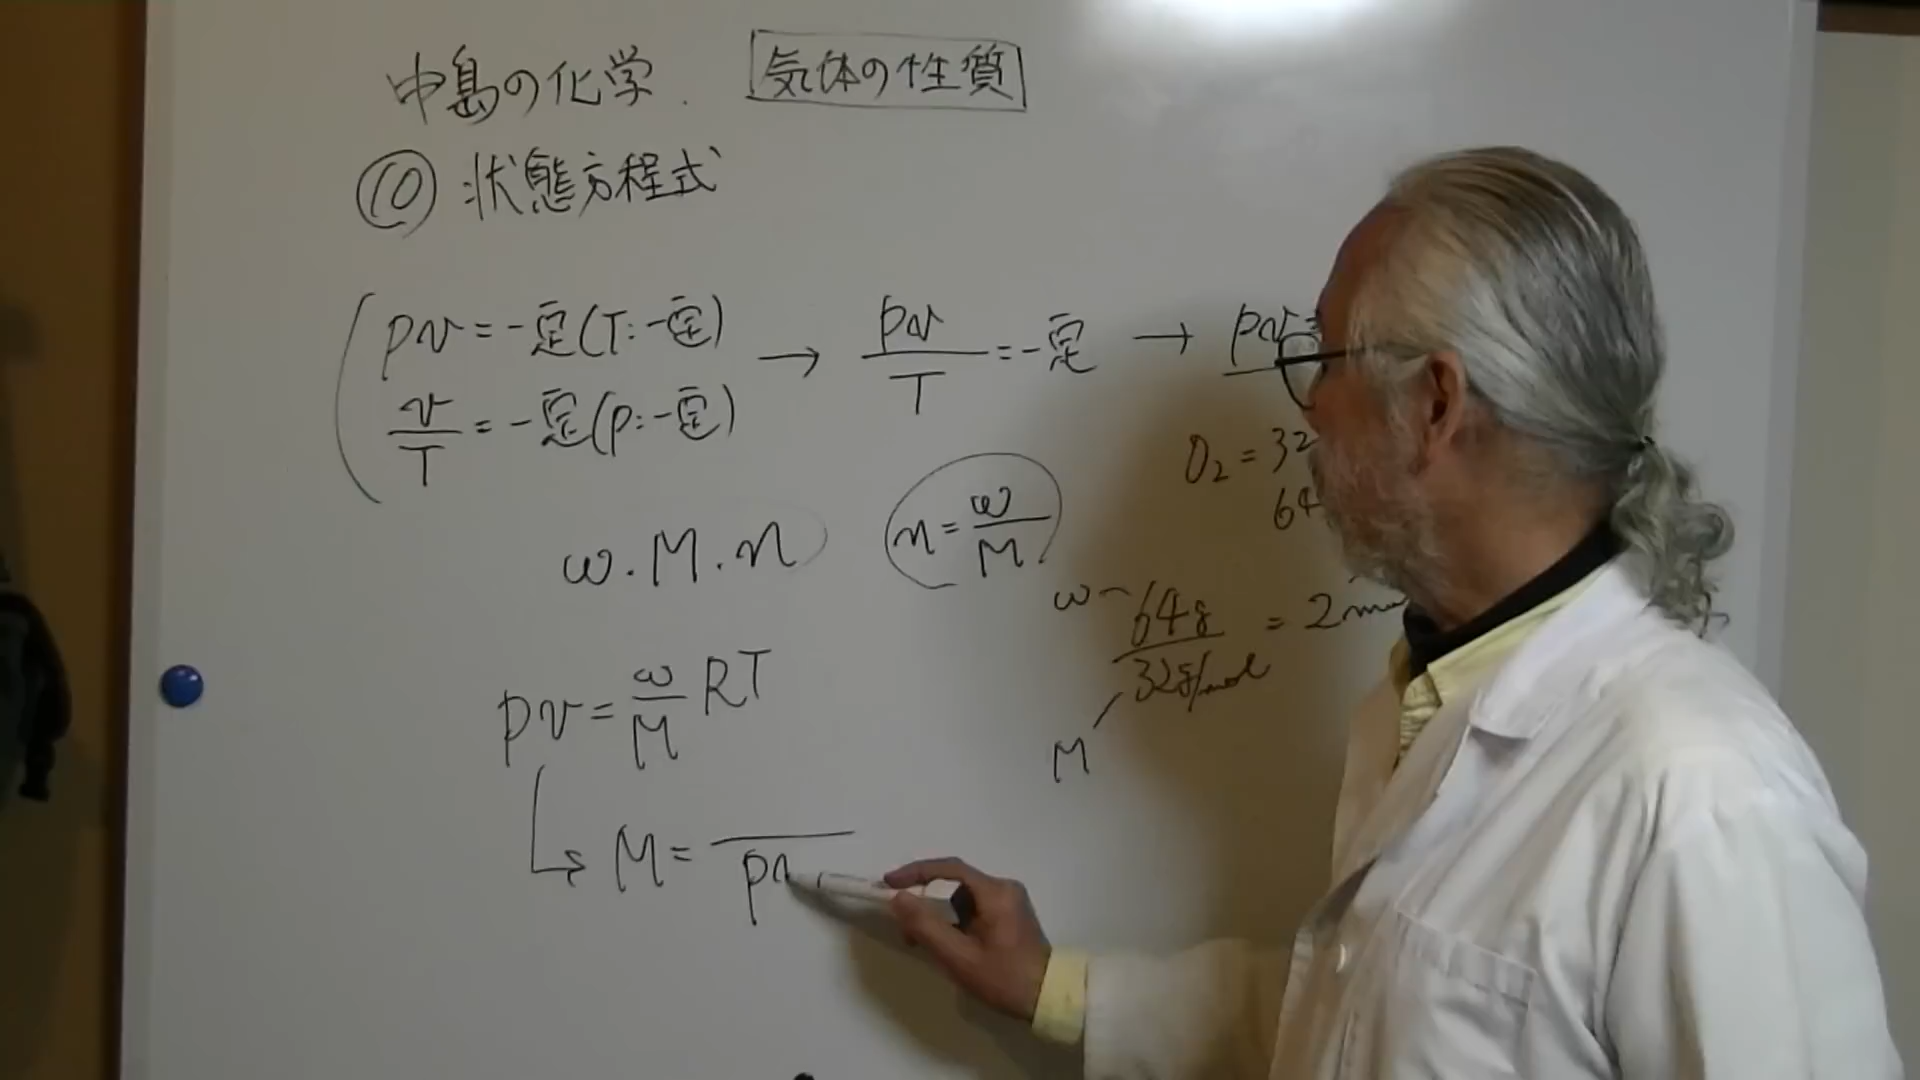 中島の化学. 気体の性質
⑩ 状態方程式
pv=一定(T:一定) → pv/T=一定 → pv=
v/T=一定(p:一定)
O2=32
64
w.M.n n=w/M
w 64g/32g/mol = 2mo
M
pv=w/M RT
M= /pv